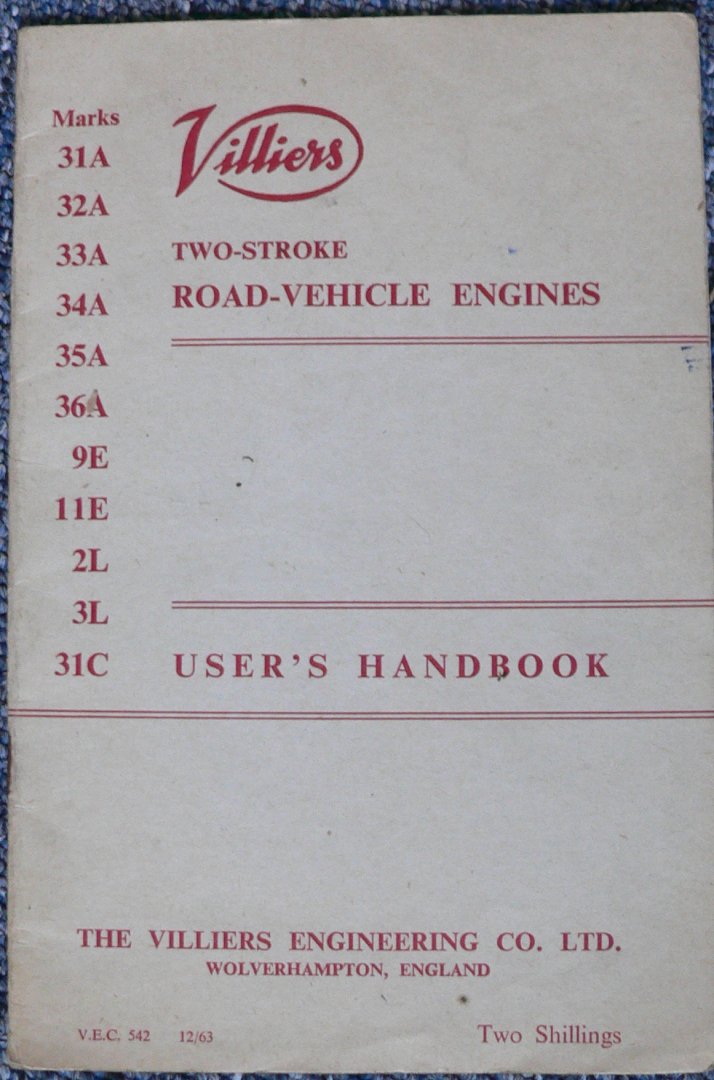 Marks
31A
32A
33A
34A
35A
36A
9E
11E
2L
3L
31C
Villiers
TWO-STROKE
ROAD-VEHICLE ENGINES
USER'S HANDBOOK
THE VILLIERS ENGINEERING CO. LTD.
WOLVERHAMPTON, ENGLAND
V.E.C. 542 12/63 Two Shillings